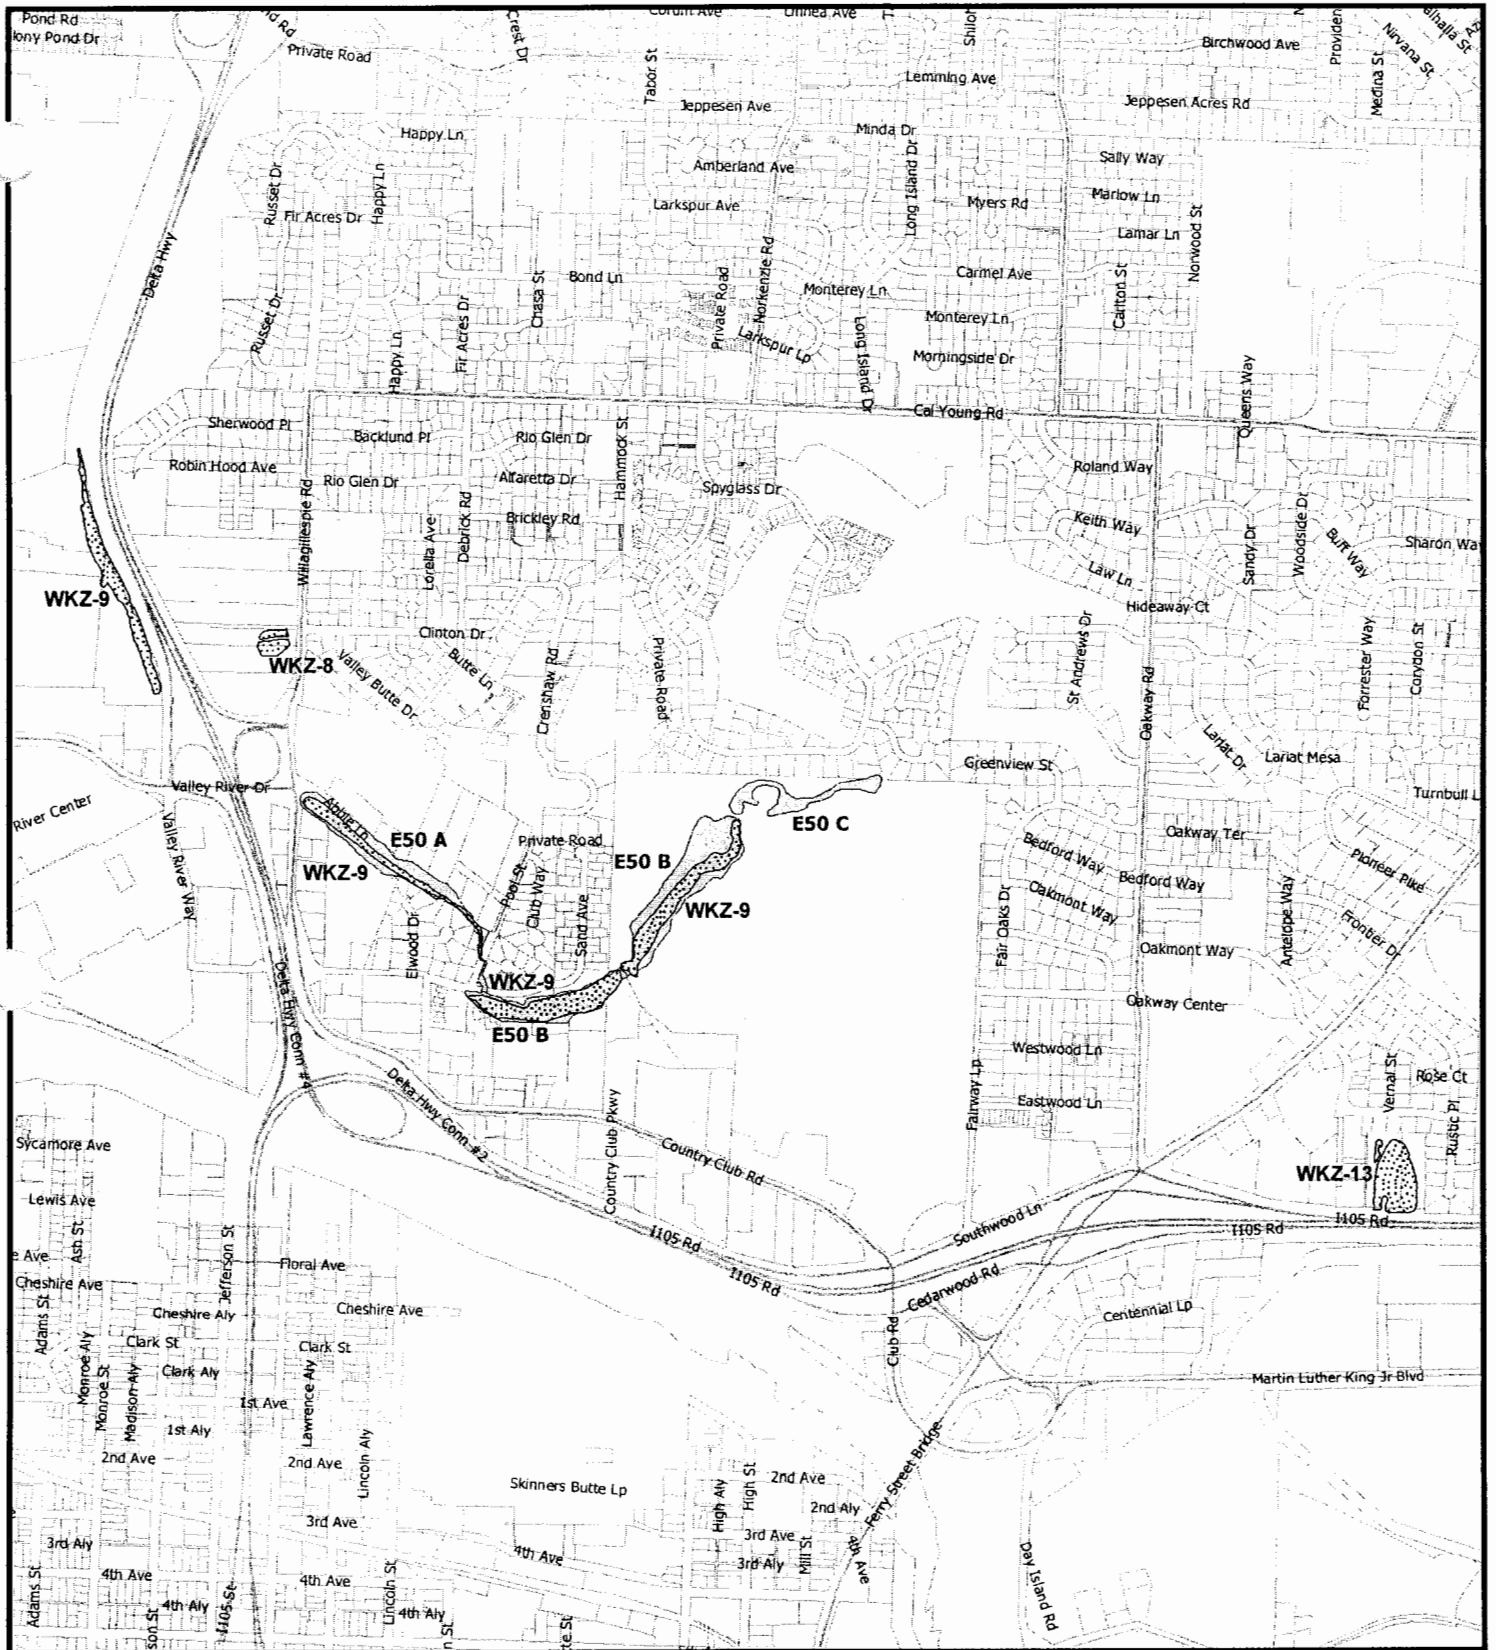 Pond Rd
lony Pond Dr
nd Rd
Private Road
Crest Dr
Corum Ave
Linnea Ave
Tabor St
Shiloh
Lemming Ave
Birchwood Ave
Providen
Medina St
Nirvana St
alhalla St
Jeppesen Ave
Jeppesen Acres Rd
Happy Ln
Minda Dr
Amberland Ave
Long Island Dr
Sally Way
Russet Dr
Happy Ln
Fir Acres Dr
Larkspur Ave
Myers Rd
Marlow Ln
Lamar Ln
Norwood St
Delta Hwy
Bond Ln
Chasa St
Private Road
Norkenzie Rd
Carmel Ave
Monterey Ln
Carlton St
Russet Dr
Fir Acres Dr
Happy Ln
Larkspur Lp
Long Island Dr
Monterey Ln
Morningside Dr
Queens Way
Cal Young Rd
Sherwood Pl
Backlund Pl
Rio Glen Dr
Hammock St
Robin Hood Ave
Rio Glen Dr
Alfaretta Dr
Spyglass Dr
Roland Way
Willagillespie Rd
Lorella Ave
Debrick Rd
Brickley Rd
Keith Way
Sandy Dr
Woodside Dr
Buff Way
Sharon Wa
Law Ln
Hideaway Ct
WKZ-9
WKZ-8
Clinton Dr
Butte Ln
Valley Butte Dr
Crenshaw Rd
Private Road
St Andrews Dr
Oakway Rd
Forrester Way
Corydon St
Lariat Dr
Lariat Mesa
Greenview St
Valley River Dr
River Center
Valley River Way
Turnbull L
Apple Ln
E50 A
WKZ-9
Private Road
Pool St
Club Way
Sand Ave
Elwood Dr
E50 B
E50 C
WKZ-9
Bedford Way
Oakway Ter
Bedford Way
Oakmont Way
Fair Oaks Dr
Pioneer Pike
Antelope Way
Frontier Dr
Oakmont Way
WKZ-9
E50 B
Oakway Center
Delta Hwy Conn #4
Delta Hwy Conn #2
Westwood Ln
Eastwood Ln
Fairway Lp
Vernal St
Rose Ct
Rustic Pl
WKZ-13
Country Club Pkwy
Country Club Rd
Sycamore Ave
Lewis Ave
Ash St
e Ave
Cheshire Ave
Adams St
Jefferson St
Floral Ave
Cheshire Aly
Cheshire Ave
I105 Rd
I105 Rd
Southwood Ln
I105 Rd
I105 Rd
Cedarwood Rd
Centennial Lp
Club Rd
Clark St
Clark St
Clark Aly
Monroe Aly
Monroe St
Madison Aly
Lawrence Aly
Lincoln Aly
1st Ave
1st Aly
Martin Luther King Jr Blvd
2nd Ave
2nd Ave
Skinners Butte Lp
High Aly
High St
2nd Ave
2nd Aly
Ferry Street Bridge
3rd Ave
3rd Aly
3rd Ave
3rd Aly
Mill St
4th Ave
4th Ave
Day Island Rd
Adams St
4th Ave
4th Aly
son St
I105 St
4th Ave
Lincoln St
4th Aly
n St
te St